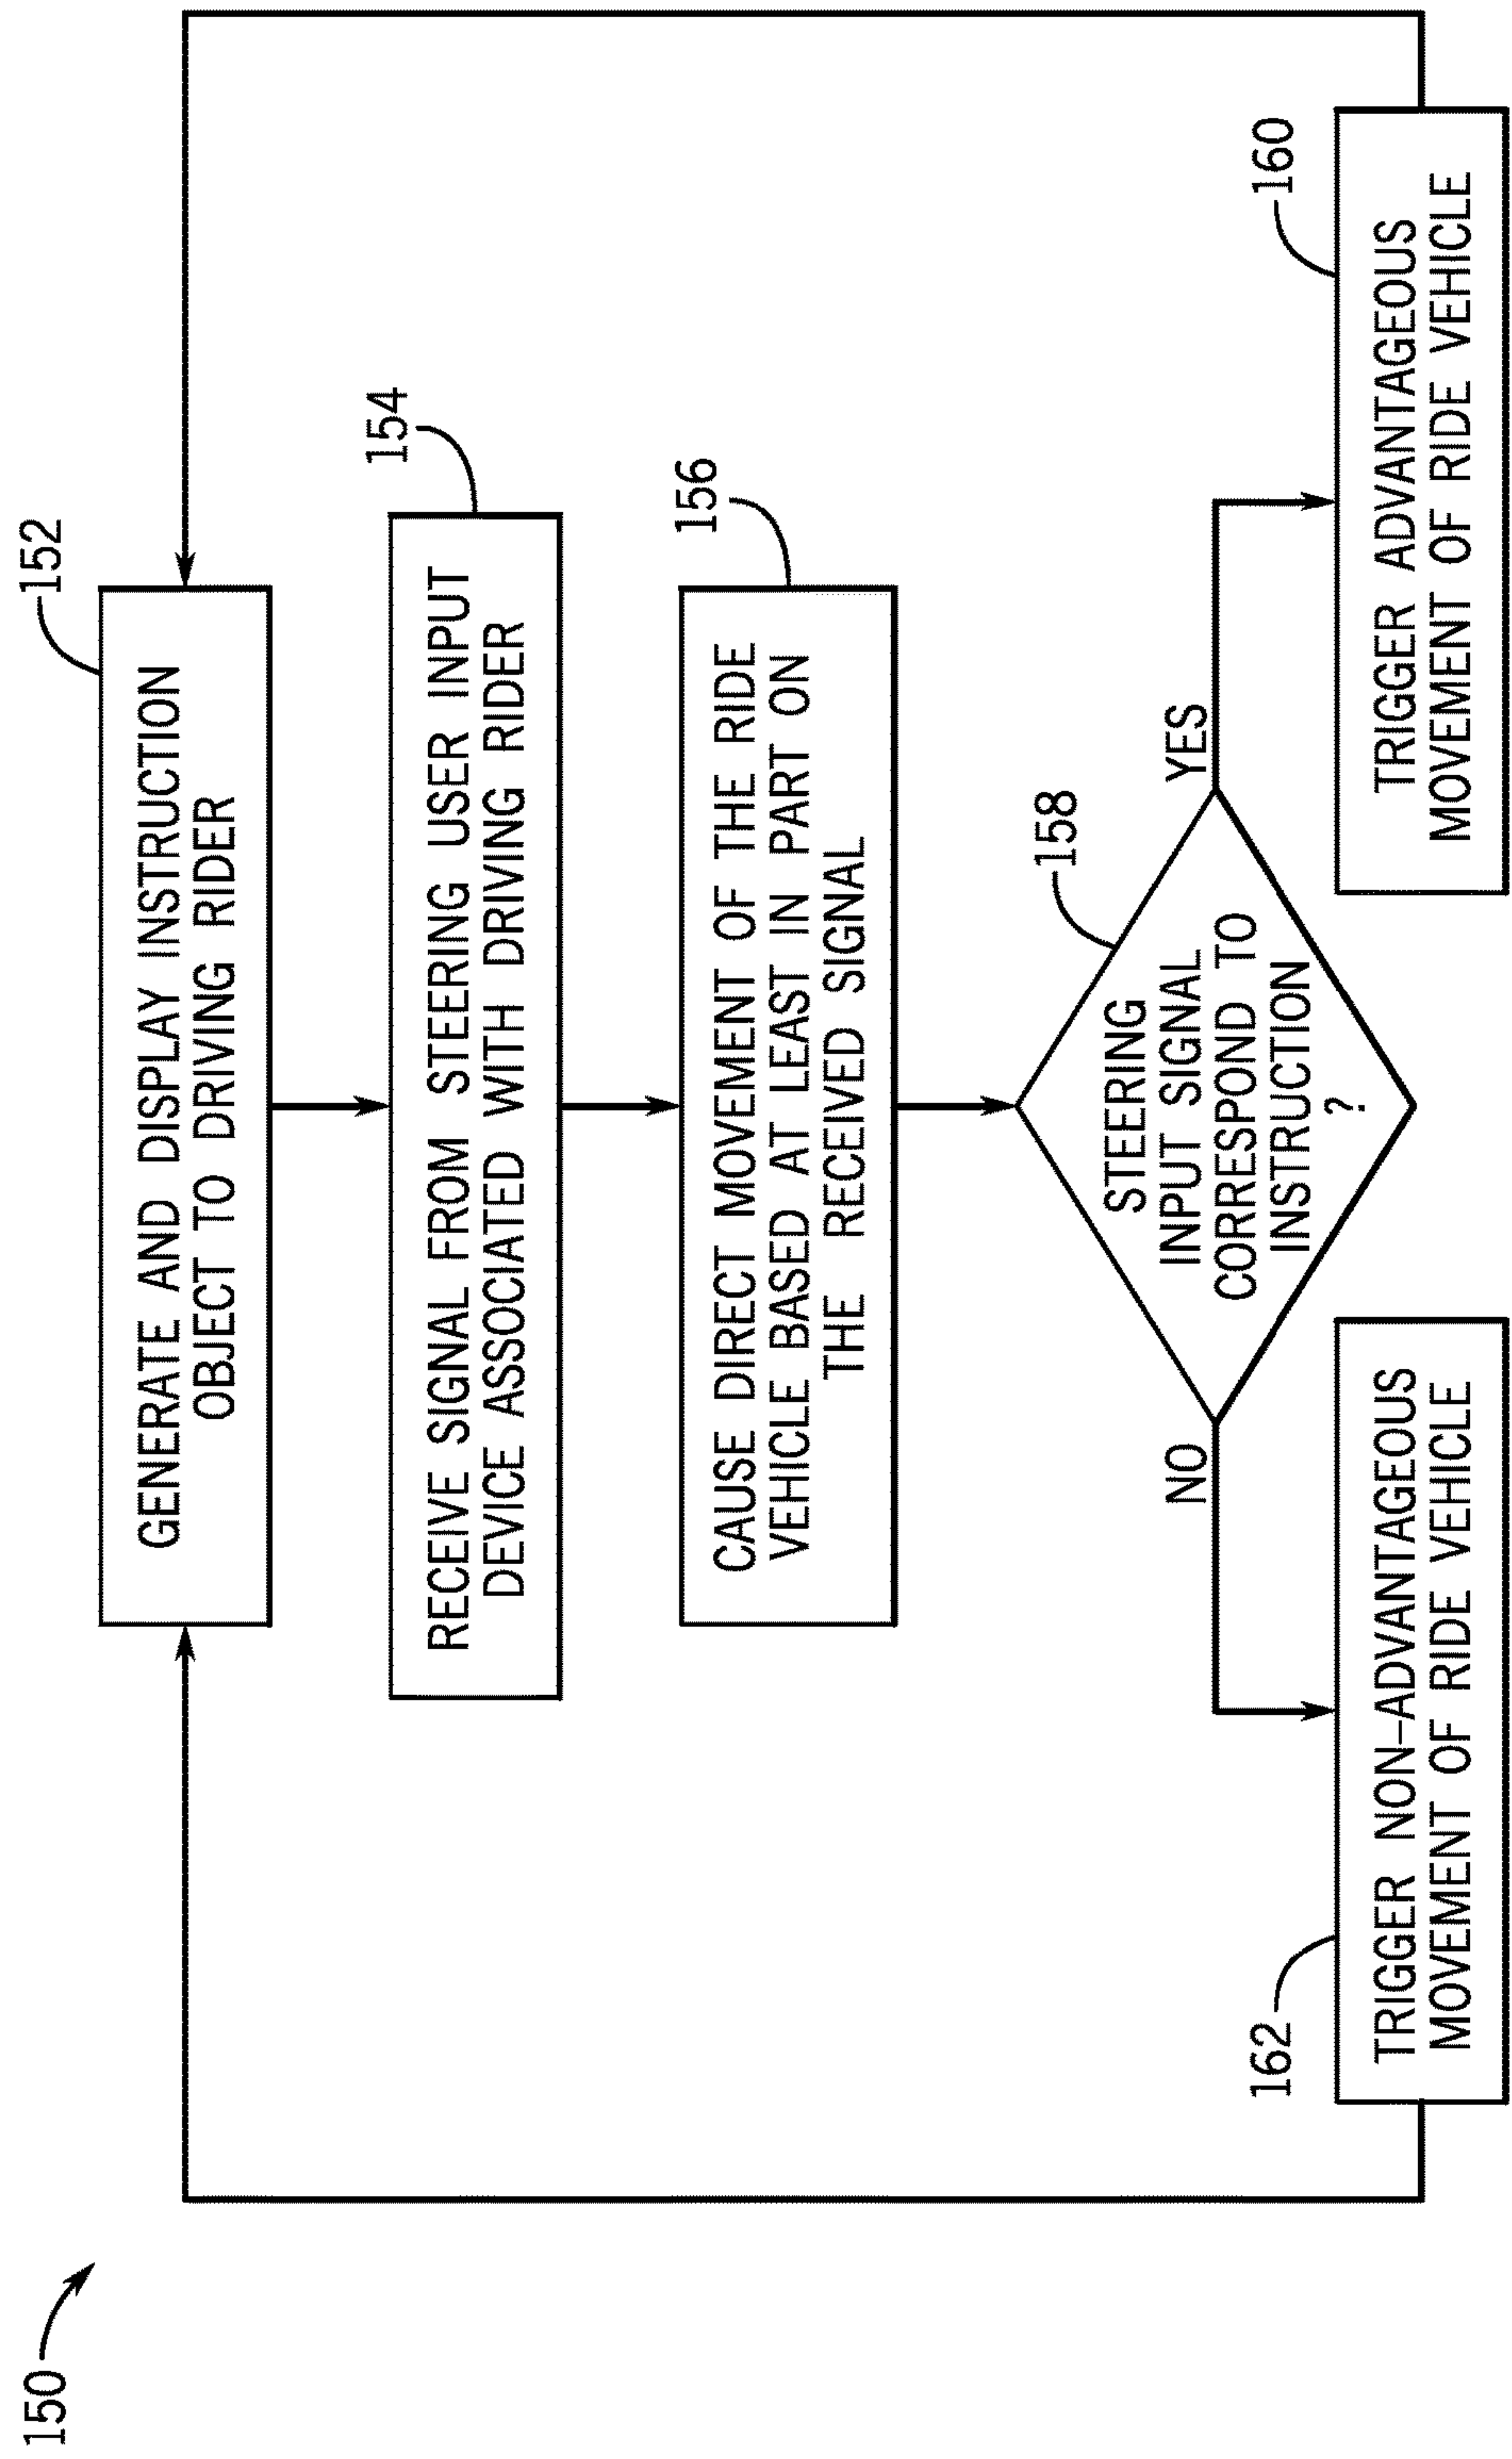 150
152
GENERATE AND DISPLAY INSTRUCTION
OBJECT TO DRIVING RIDER
154
RECEIVE SIGNAL FROM STEERING USER INPUT
DEVICE ASSOCIATED WITH DRIVING RIDER
156
CAUSE DIRECT MOVEMENT OF THE RIDE
VEHICLE BASED AT LEAST IN PART ON
THE RECEIVED SIGNAL
158
STEERING
INPUT SIGNAL
CORRESPOND TO
INSTRUCTION
?
NO
YES
162
TRIGGER NON-ADVANTAGEOUS
MOVEMENT OF RIDE VEHICLE
160
TRIGGER ADVANTAGEOUS
MOVEMENT OF RIDE VEHICLE